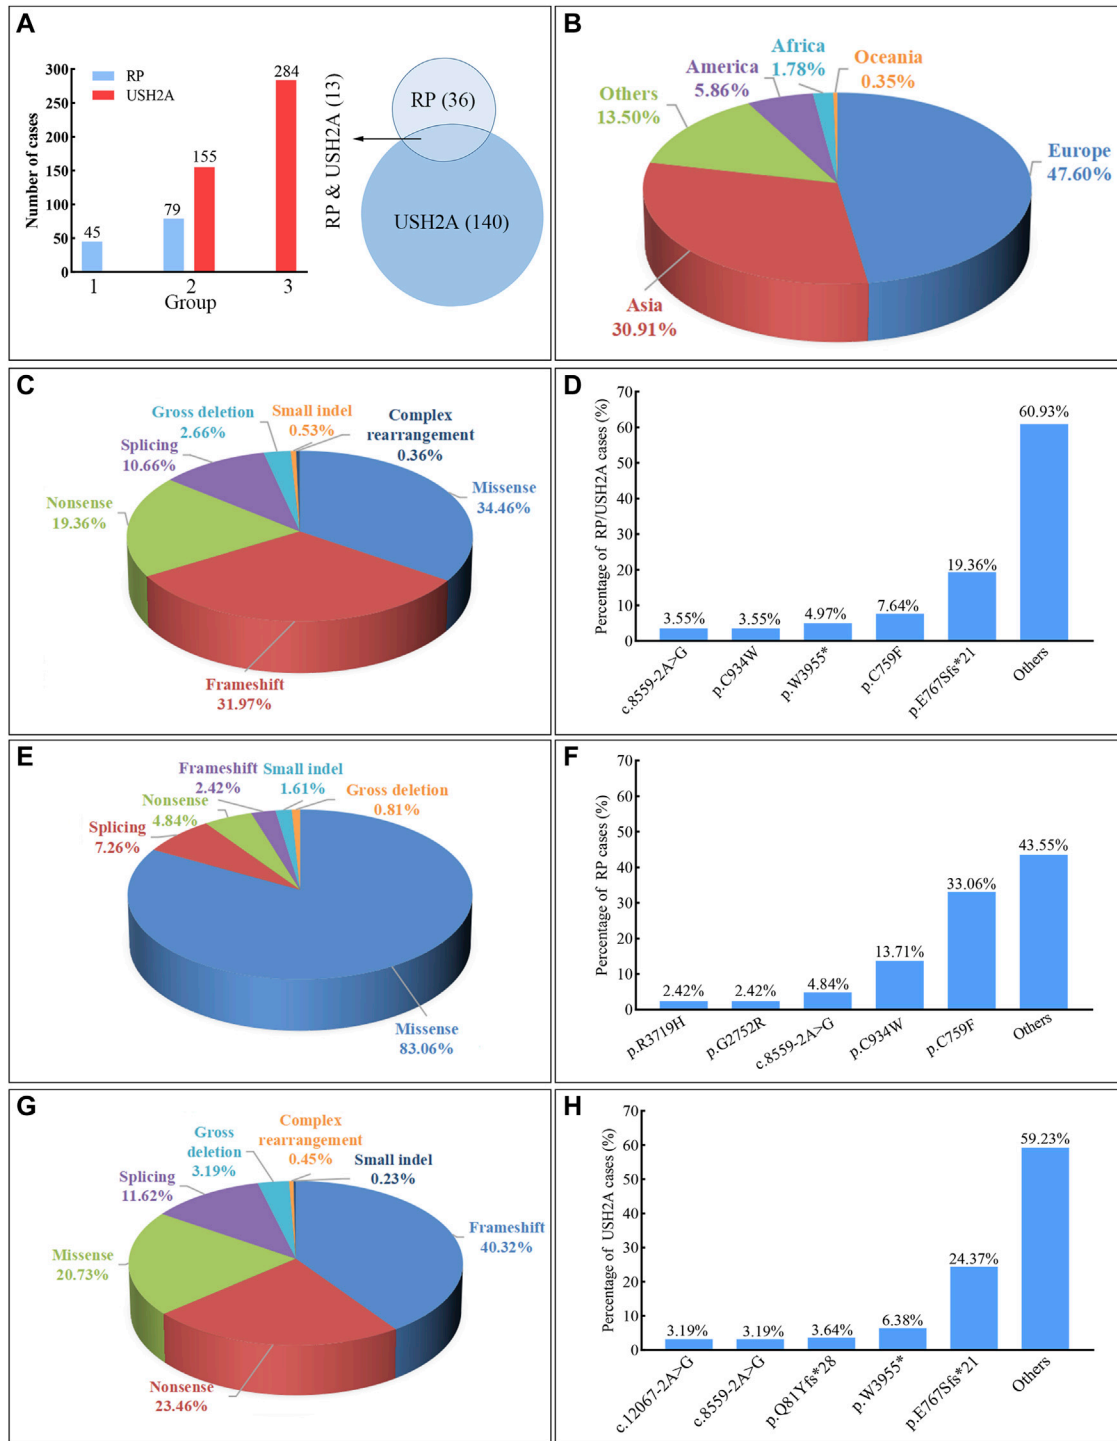 A
300
250
200
150
100
50
0
Number of cases
RP
USH2A
45
79
155
284
1
2
3
Group
RP & USH2A (13)
RP (36)
USH2A (140)
B
Africa
1.78%
Oceania
0.35%
America
5.86%
Others
13.50%
Europe
47.60%
Asia
30.91%
C
Gross deletion
2.66%
Small indel
0.53%
Complex
rearrangement
0.36%
Splicing
10.66%
Missense
34.46%
Nonsense
19.36%
Frameshift
31.97%
D
Percentage of RP/USH2A cases (%)
70
60
50
40
30
20
10
0
3.55%
3.55%
4.97%
7.64%
19.36%
60.93%
c.8559-2A>G
p.C934W
p.W3955*
p.C759F
p.E767Sfs*21
Others
E
Frameshift
2.42%
Small indel
1.61%
Gross deletion
0.81%
Nonsense
4.84%
Splicing
7.26%
Missense
83.06%
F
Percentage of RP cases (%)
70
60
50
40
30
20
10
0
2.42%
2.42%
4.84%
13.71%
33.06%
43.55%
p.R3719H
p.G2752R
c.8559-2A>G
p.C934W
p.C759F
Others
G
Complex
rearrangement
0.45%
Gross
deletion
3.19%
Small indel
0.23%
Splicing
11.62%
Frameshift
40.32%
Missense
20.73%
Nonsense
23.46%
H
Percentage of USH2A cases (%)
70
60
50
40
30
20
10
0
3.19%
3.19%
3.64%
6.38%
24.37%
59.23%
c.12067-2A>G
c.8559-2A>G
p.Q81Yfs*28
p.W3955*
p.E767Sfs*21
Others